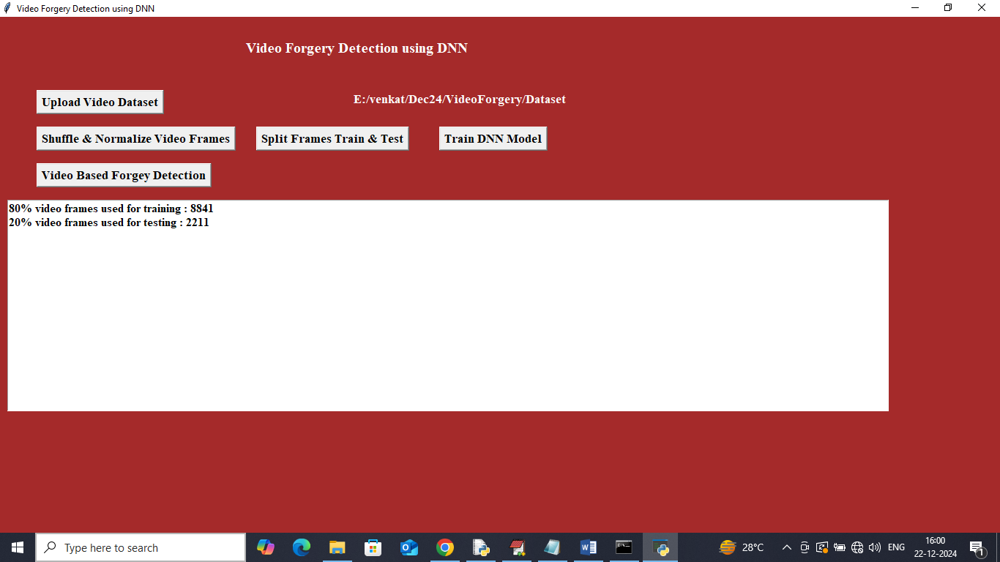 Video Forgery Detection using DNN
Video Forgery Detection using DNN
Upload Video Dataset E:/venkat/Dec24/VideoForgery/Dataset
Shuffle & Normalize Video Frames Split Frames Train & Test Train DNN Model
Video Based Forgey Detection
80% video frames used for training : 8841
20% video frames used for testing : 2211
Type here to search 28°C ENG 16:00
22-12-2024 1